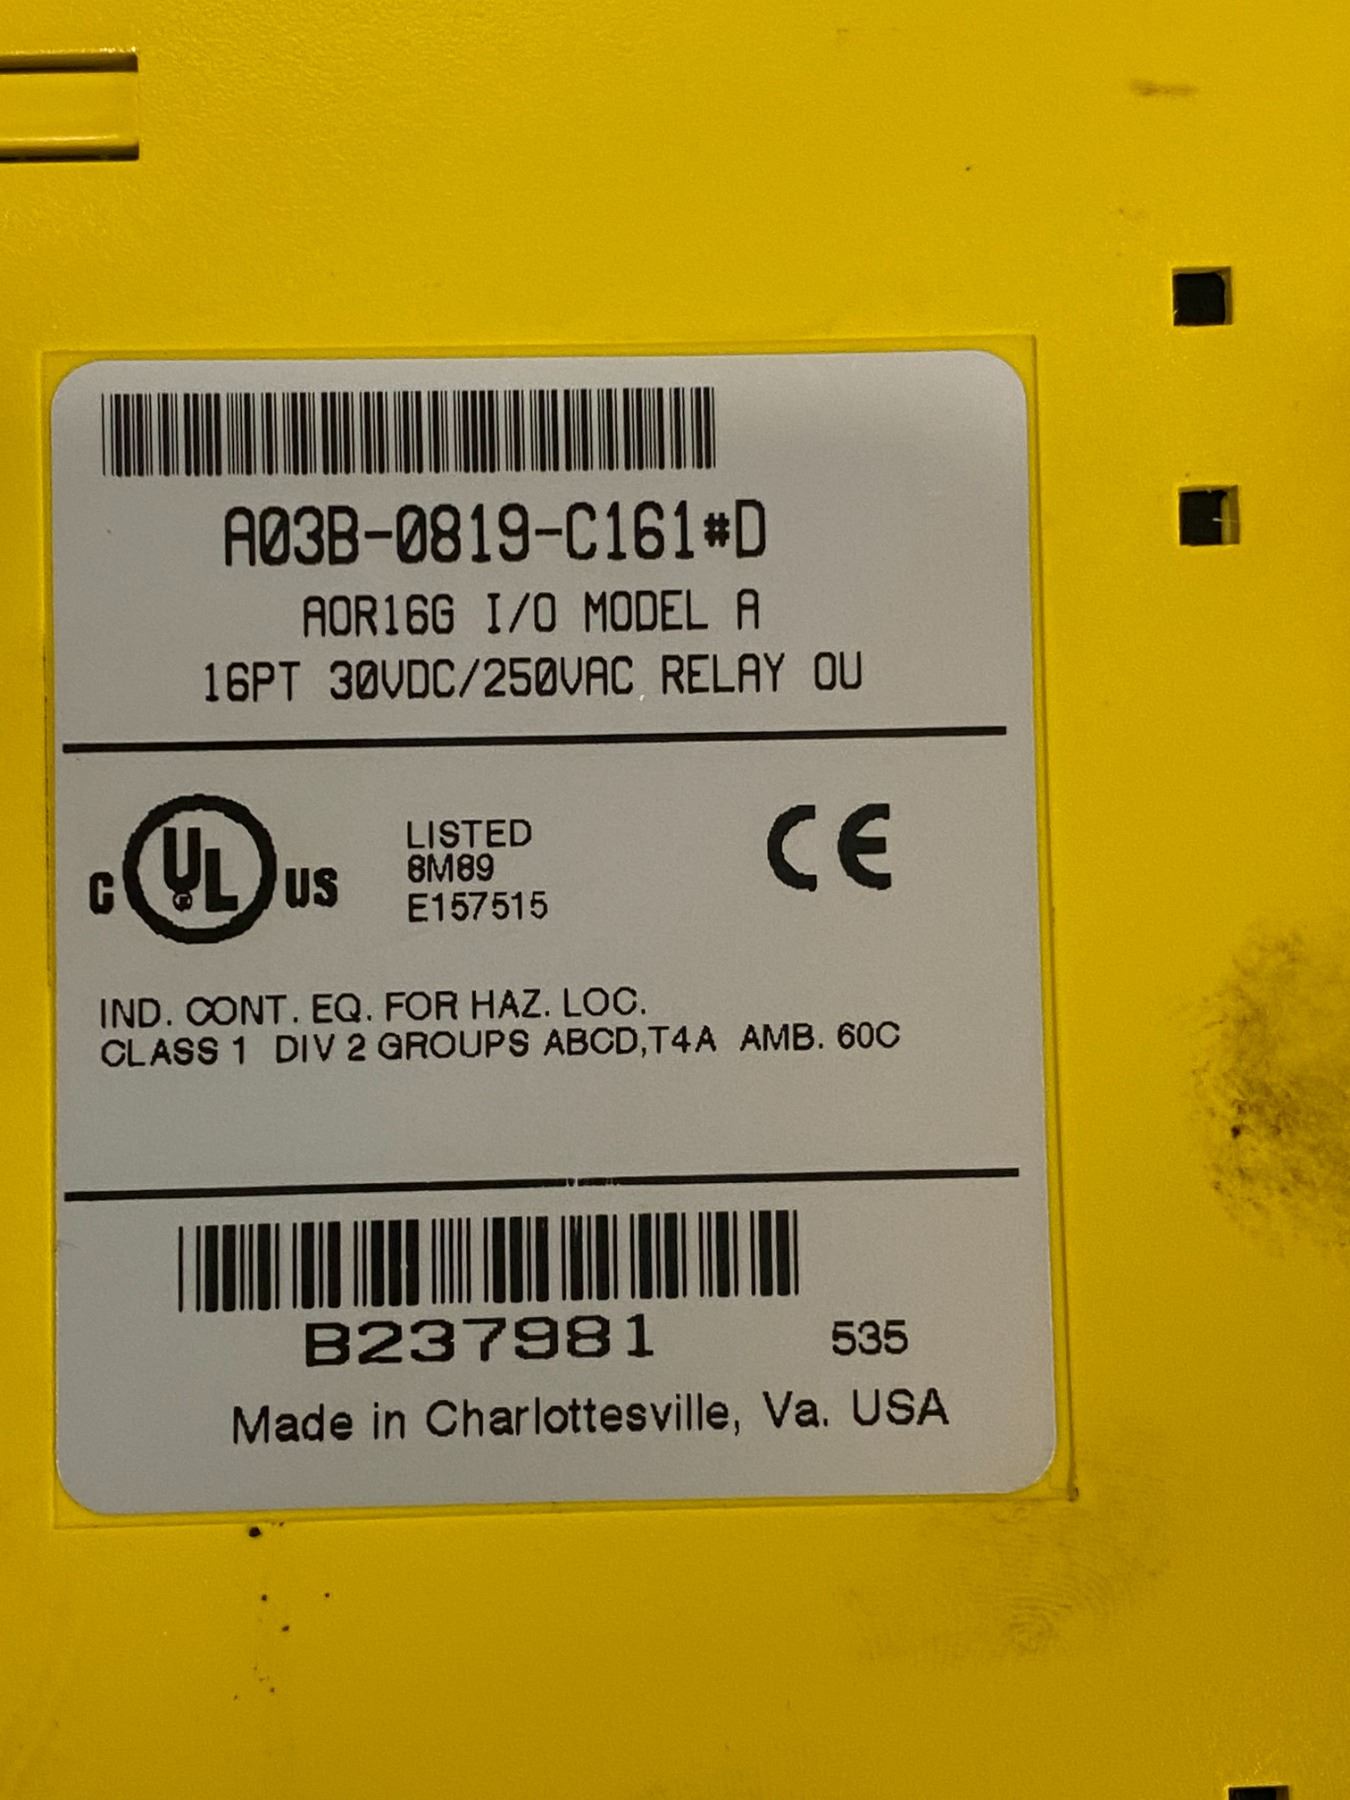 A03B-0819-C161#D
AOR16G I/O MODEL A
16PT 30VDC/250VAC RELAY OU
C UL US
LISTED
8M89
E157515
CE
IND. CONT. EQ. FOR HAZ. LOC.
CLASS 1 DIV 2 GROUPS ABCD,T4A AMB. 60C
B237981 535
Made in Charlottesville, Va. USA